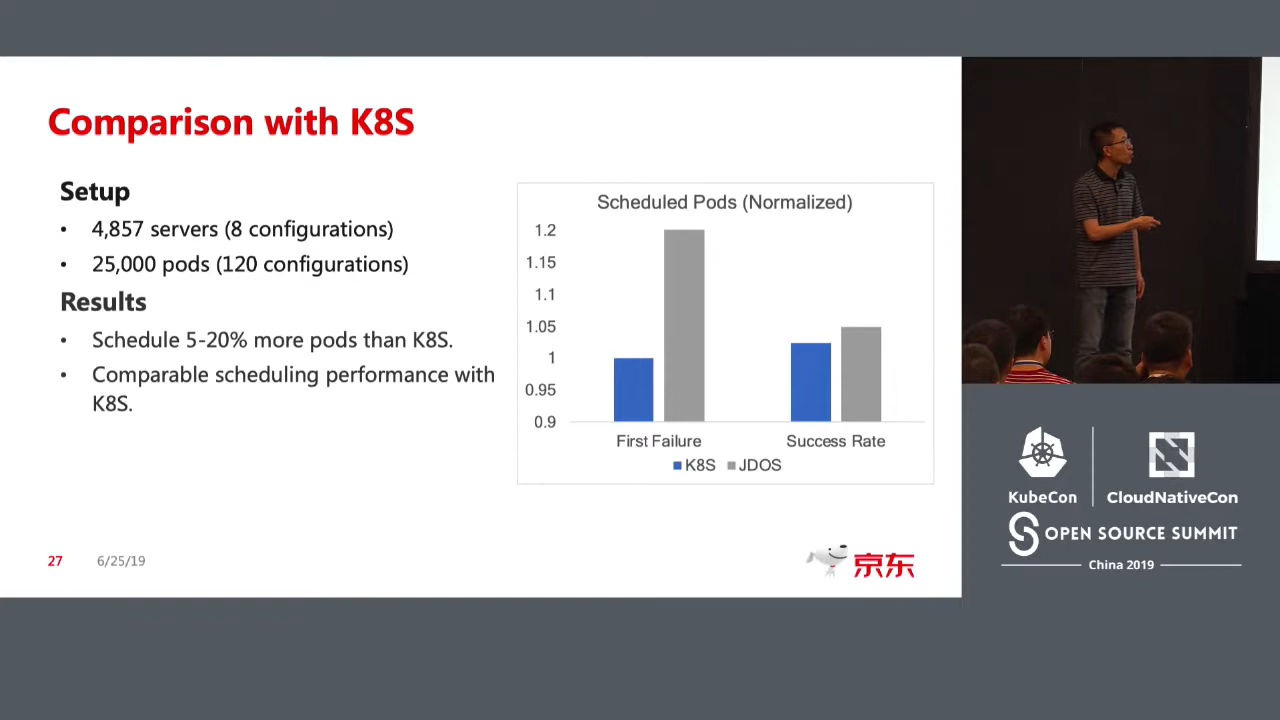 Comparison with K8S
Setup
• 4,857 servers (8 configurations)
• 25,000 pods (120 configurations)
Results
• Schedule 5-20% more pods than K8S.
• Comparable scheduling performance with
K8S.
Scheduled Pods (Normalized)
1.2
1.15
1.1
1.05
1
0.95
0.9
First Failure
Success Rate
K8S JDOS
27 6/25/19
京东
KubeCon
CloudNativeCon
OPEN SOURCE SUMMIT
China 2019